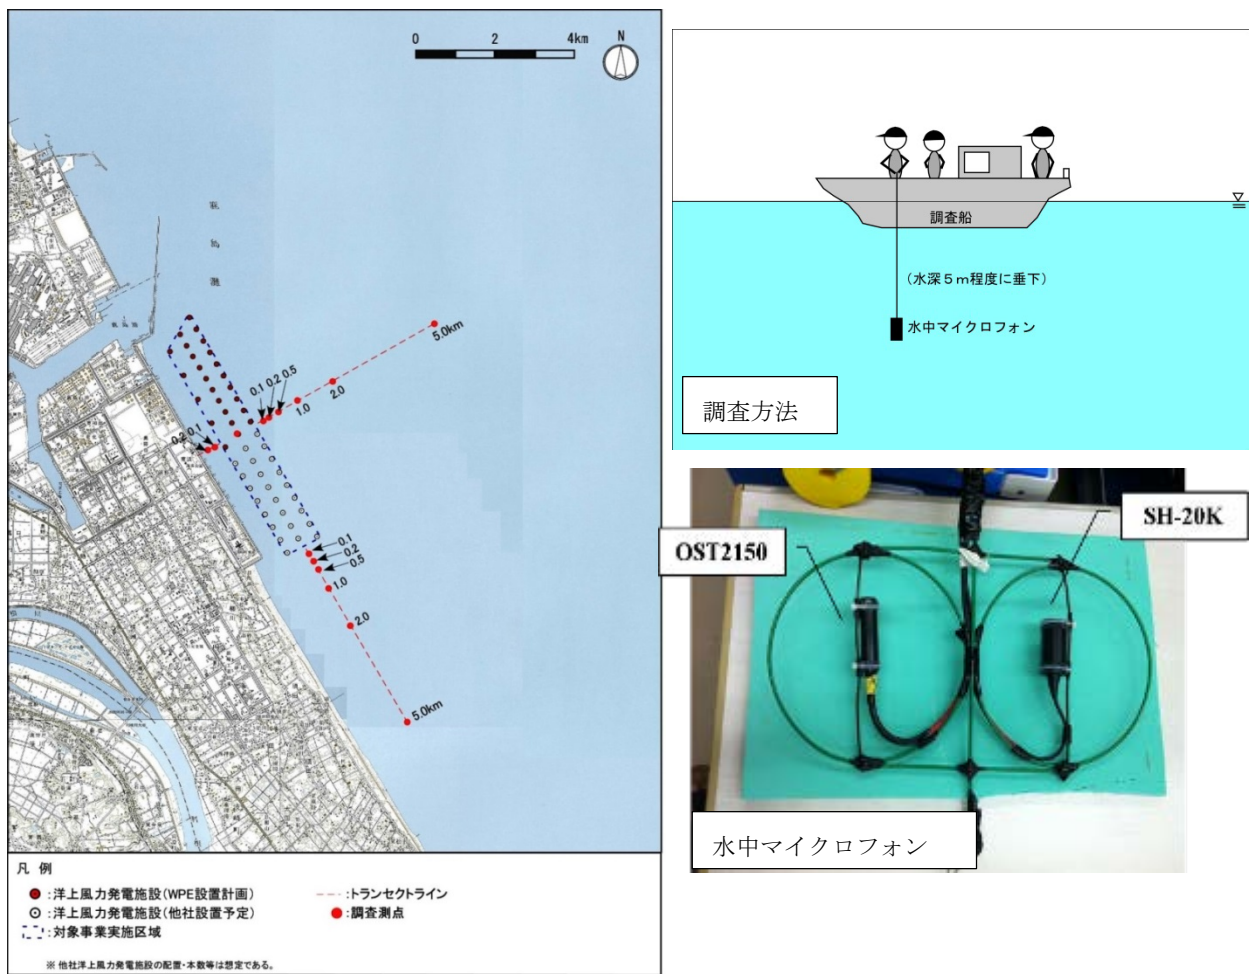 0 2 4km
N
鹿
島
灘
5.0km
2.0
1.0
0.5
0.2
0.1
0.1
0.2
0.1
0.2
0.5
1.0
2.0
5.0km
凡 例
:洋上風力発電施設(WPE設置計画)
:洋上風力発電施設(他社設置予定)
:対象事業実施区域
:トランセクトライン
:調査測点
※ 他社洋上風力発電施設の配置・本数等は想定である。
調査船
(水深5m程度に垂下)
水中マイクロフォン
調査方法
OST2150
SH-20K
水中マイクロフォン